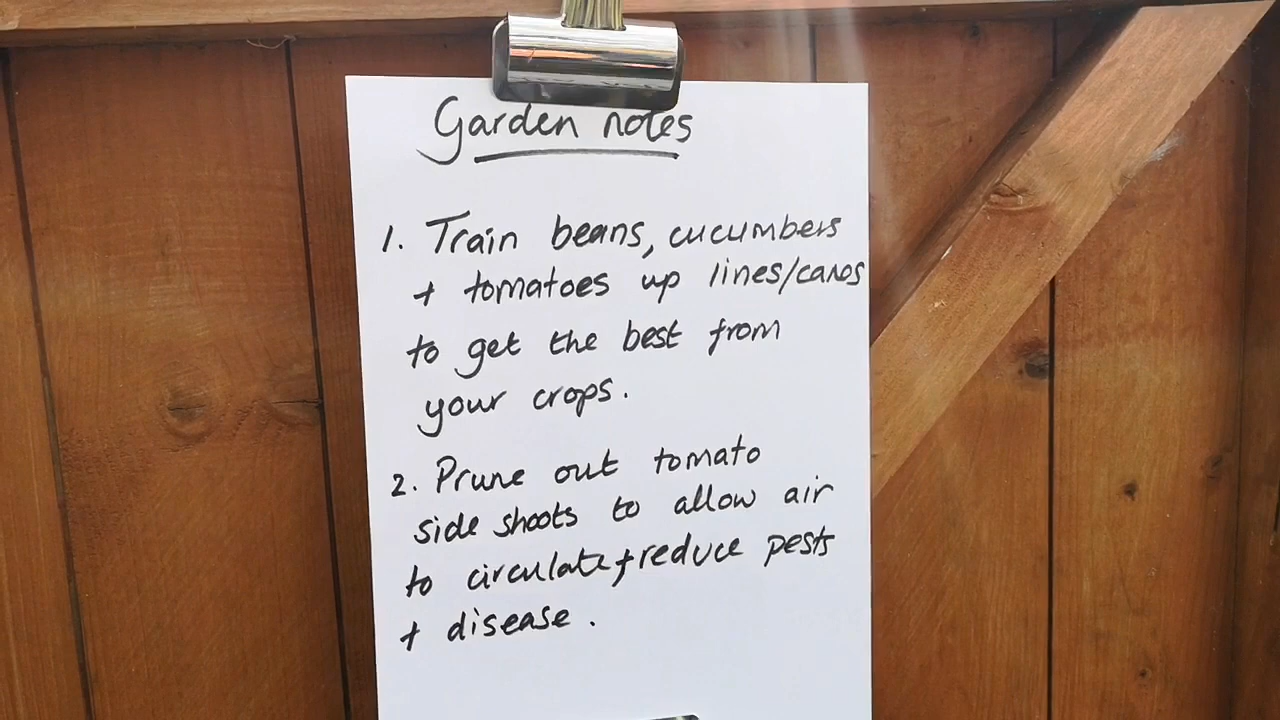 Garden notes
1. Train beans, cucumbers
+ tomatoes up lines/canes
to get the best from
your crops.
2. Prune out tomato
side shoots to allow air
to circulate + reduce pests
+ disease.